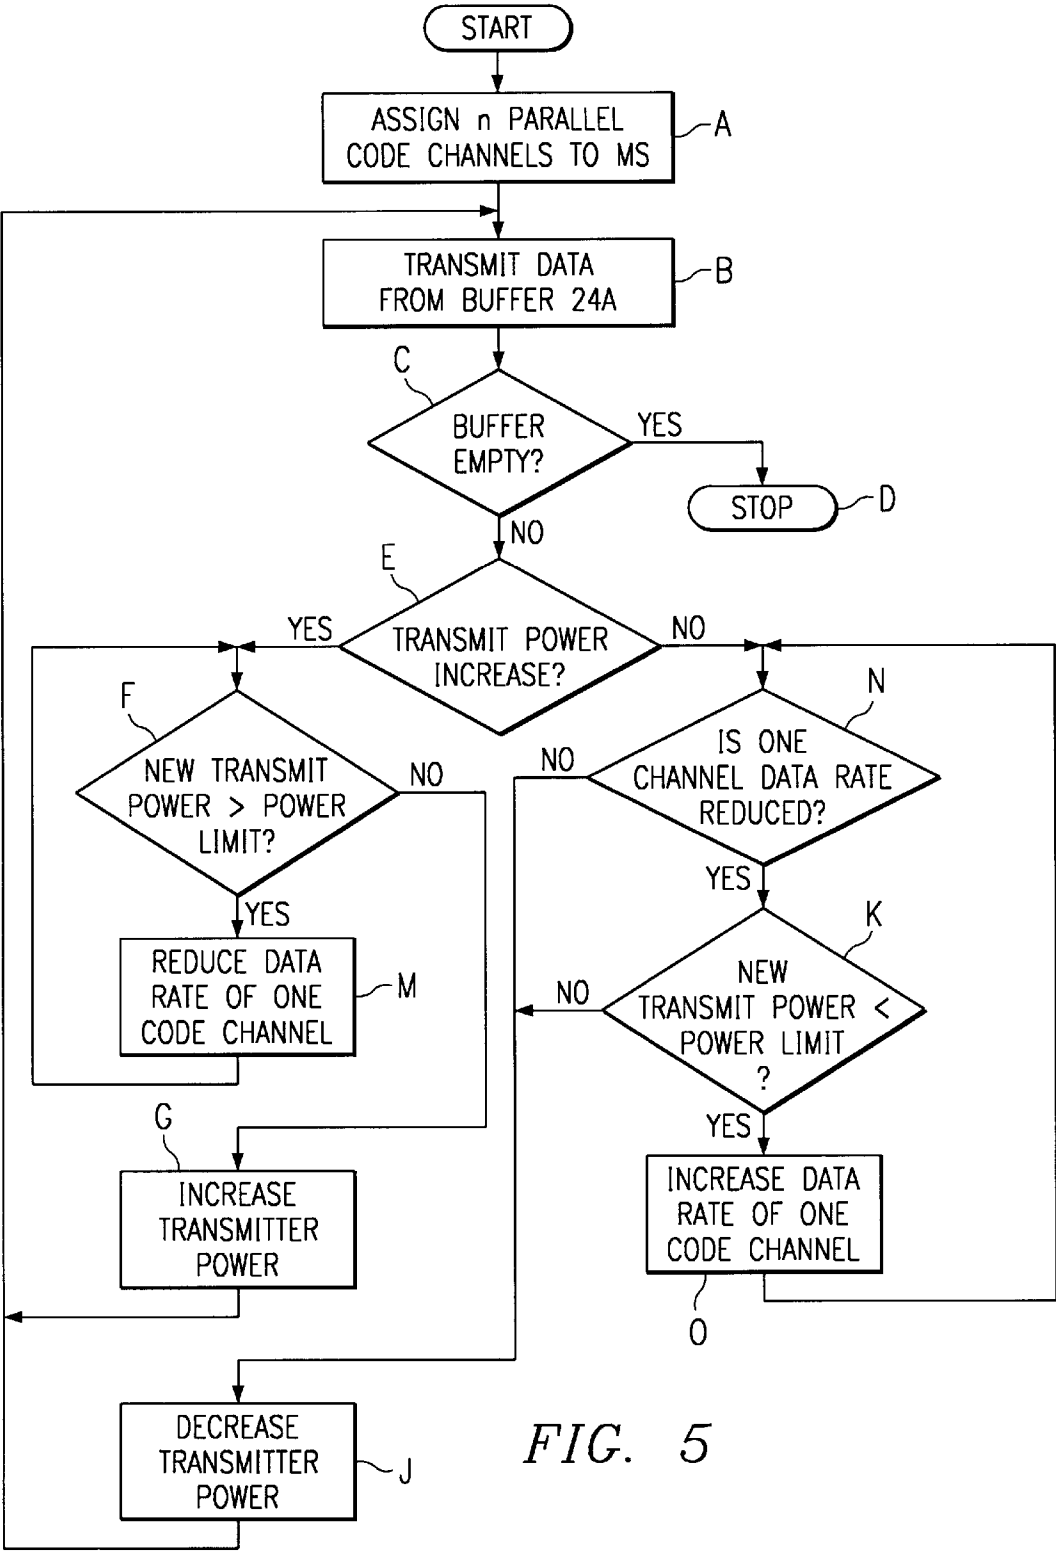 START
ASSIGN n PARALLEL
CODE CHANNELS TO MS
A
TRANSMIT DATA
FROM BUFFER 24A
B
C
BUFFER
EMPTY?
YES
STOP
D
NO
E
TRANSMIT POWER
INCREASE?
YES
NO
F
NEW TRANSMIT
POWER > POWER
LIMIT?
NO
YES
N
IS ONE
CHANNEL DATA RATE
REDUCED?
NO
YES
REDUCE DATA
RATE OF ONE
CODE CHANNEL
M
K
NEW
TRANSMIT POWER <
POWER LIMIT
?
NO
YES
G
INCREASE
TRANSMITTER
POWER
INCREASE DATA
RATE OF ONE
CODE CHANNEL
O
DECREASE
TRANSMITTER
POWER
J
FIG. 5